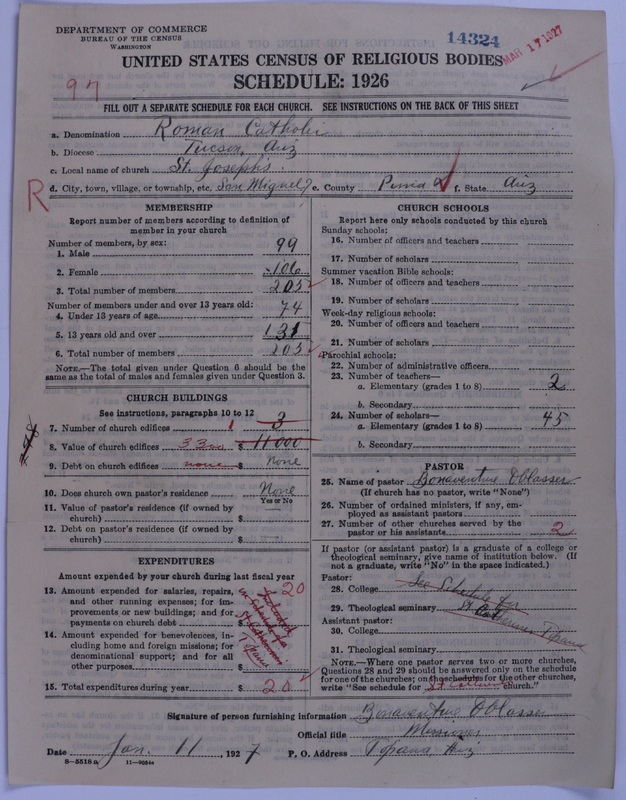 DEPARTMENT OF COMMERCE
BUREAU OF THE CENSUS
WASHINGTON
14324
MAR 17 1927
UNITED STATES CENSUS OF RELIGIOUS BODIES
SCHEDULE: 1926
97
FILL OUT A SEPARATE SCHEDULE FOR EACH CHURCH. SEE INSTRUCTIONS ON THE BACK OF THIS SHEET
a. Denomination Roman Catholic
b. Diocese Tucson, Ariz
c. Local name of church St. Joseph's
R
d. City, town, village, or township, etc. San Miguel e. County Pima f. State Ariz
MEMBERSHIP
Report number of members according to definition of member in your church
Number of members, by sex:
1. Male 99
2. Female 106
3. Total number of members 205
Number of members under and over 13 years old:
4. Under 13 years of age 74
5. 13 years old and over 131
6. Total number of members 205
NOTE.—The total given under Question 6 should be the same as the total of males and females given under Question 3.
CHURCH BUILDINGS
See instructions, paragraphs 10 to 12
7. Number of church edifices 1 3
8. Value of church edifices 3300 $ 11000
9. Debt on church edifices none $ None
10. Does church own pastor's residence None
Yes or No
11. Value of pastor's residence (if owned by church) $
12. Debt on pastor's residence (if owned by church) $
EXPENDITURES
Amount expended by your church during last fiscal year
13. Amount expended for salaries, repairs, and other running expenses; for improvements or new buildings; and for payments on church debt $ 20
14. Amount expended for benevolences, including home and foreign missions; for denominational support; and for all other purposes $
15. Total expenditures during year $ 20
CHURCH SCHOOLS
Report here only schools conducted by this church
Sunday schools:
16. Number of officers and teachers
17. Number of scholars
Summer vacation Bible schools:
18. Number of officers and teachers
19. Number of scholars
Week-day religious schools:
20. Number of officers and teachers
21. Number of scholars
Parochial schools:
22. Number of administrative officers
23. Number of teachers—
a. Elementary (grades 1 to 8) 2
b. Secondary
24. Number of scholars—
a. Elementary (grades 1 to 8) 45
b. Secondary
PASTOR
25. Name of pastor Bonaventure Oblasser
(If church has no pastor, write "None")
26. Number of ordained ministers, if any, employed as assistant pastors
27. Number of other churches served by the pastor or his assistants 2
If pastor (or assistant pastor) is a graduate of a college or theological seminary, give name of institution below. (If not a graduate, write "No" in the space indicated.)
Pastor:
28. College See Schedule for
29. Theological seminary St Catherine Topawa
Assistant pastor:
30. College
31. Theological seminary
NOTE.—Where one pastor serves two or more churches, Questions 28 and 29 should be answered only on the schedule for one of the churches; on the schedule for the other churches, write "See schedule for St Catherine church."
Signature of person furnishing information Bonaventure Oblasser
Official title Missionary
Date Jan. 11, 1927 P. O. Address Topawa, Ariz
8—5518 a 11—9054